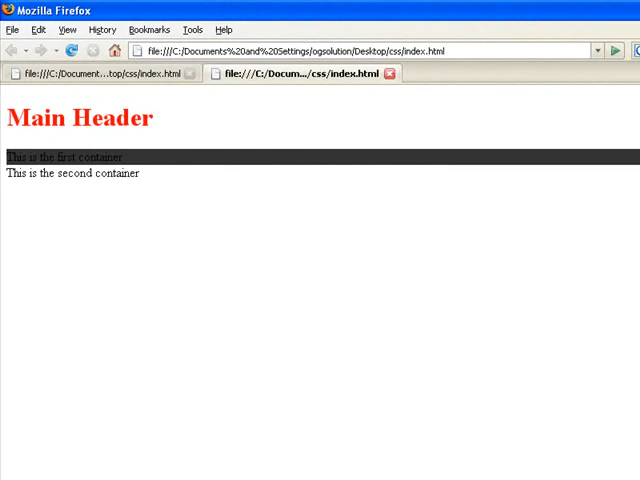 Mozilla Firefox
File Edit View History Bookmarks Tools Help
file:///C:/Documents%20and%20Settings/ogsolution/Desktop/css/index.html
file:///C:/Document...top/css/index.html file:///C:/Docum.../css/index.html
Main Header
This is the first container
This is the second container